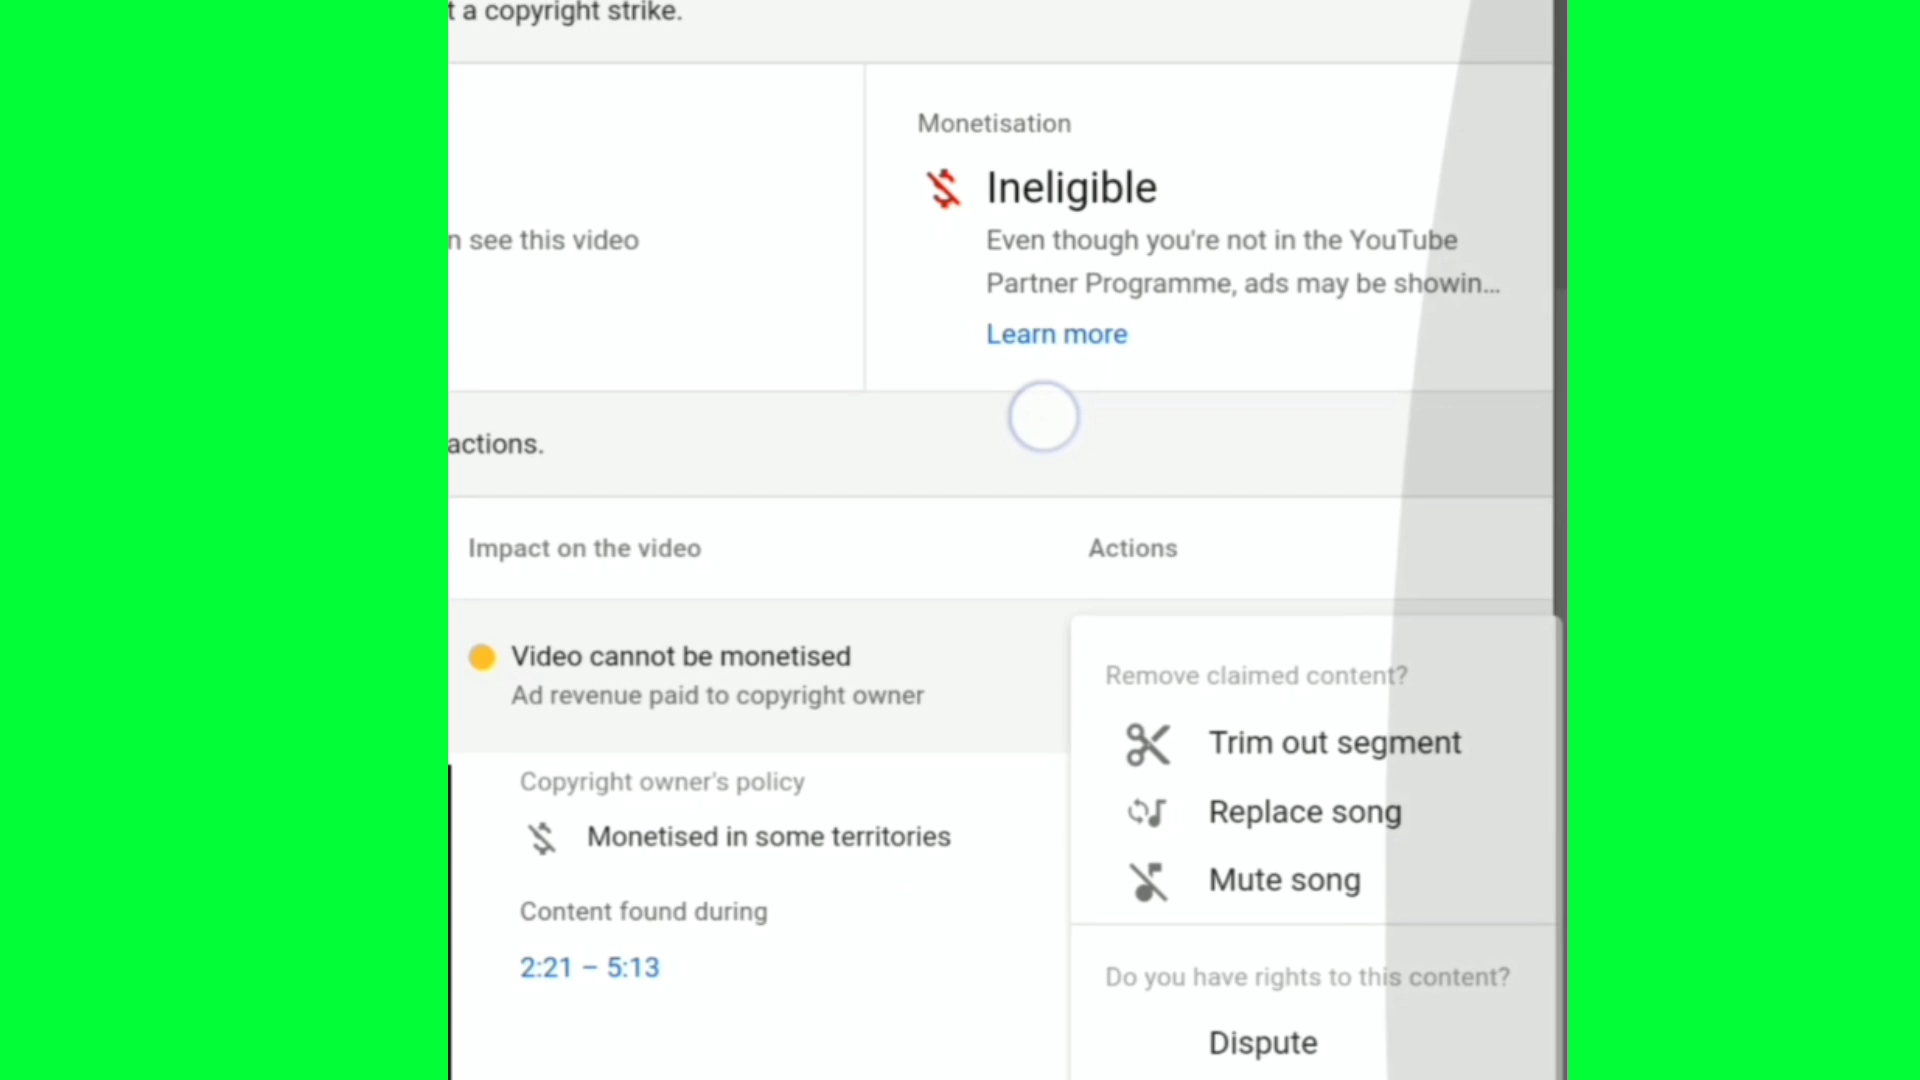 t a copyright strike.
Monetisation
Ineligible
n see this video
Even though you're not in the YouTube
Partner Programme, ads may be showin...
Learn more
actions.
Impact on the video
Actions
Video cannot be monetised
Ad revenue paid to copyright owner
Copyright owner's policy
Monetised in some territories
Content found during
2:21 – 5:13
Remove claimed content?
Trim out segment
Replace song
Mute song
Do you have rights to this content?
Dispute